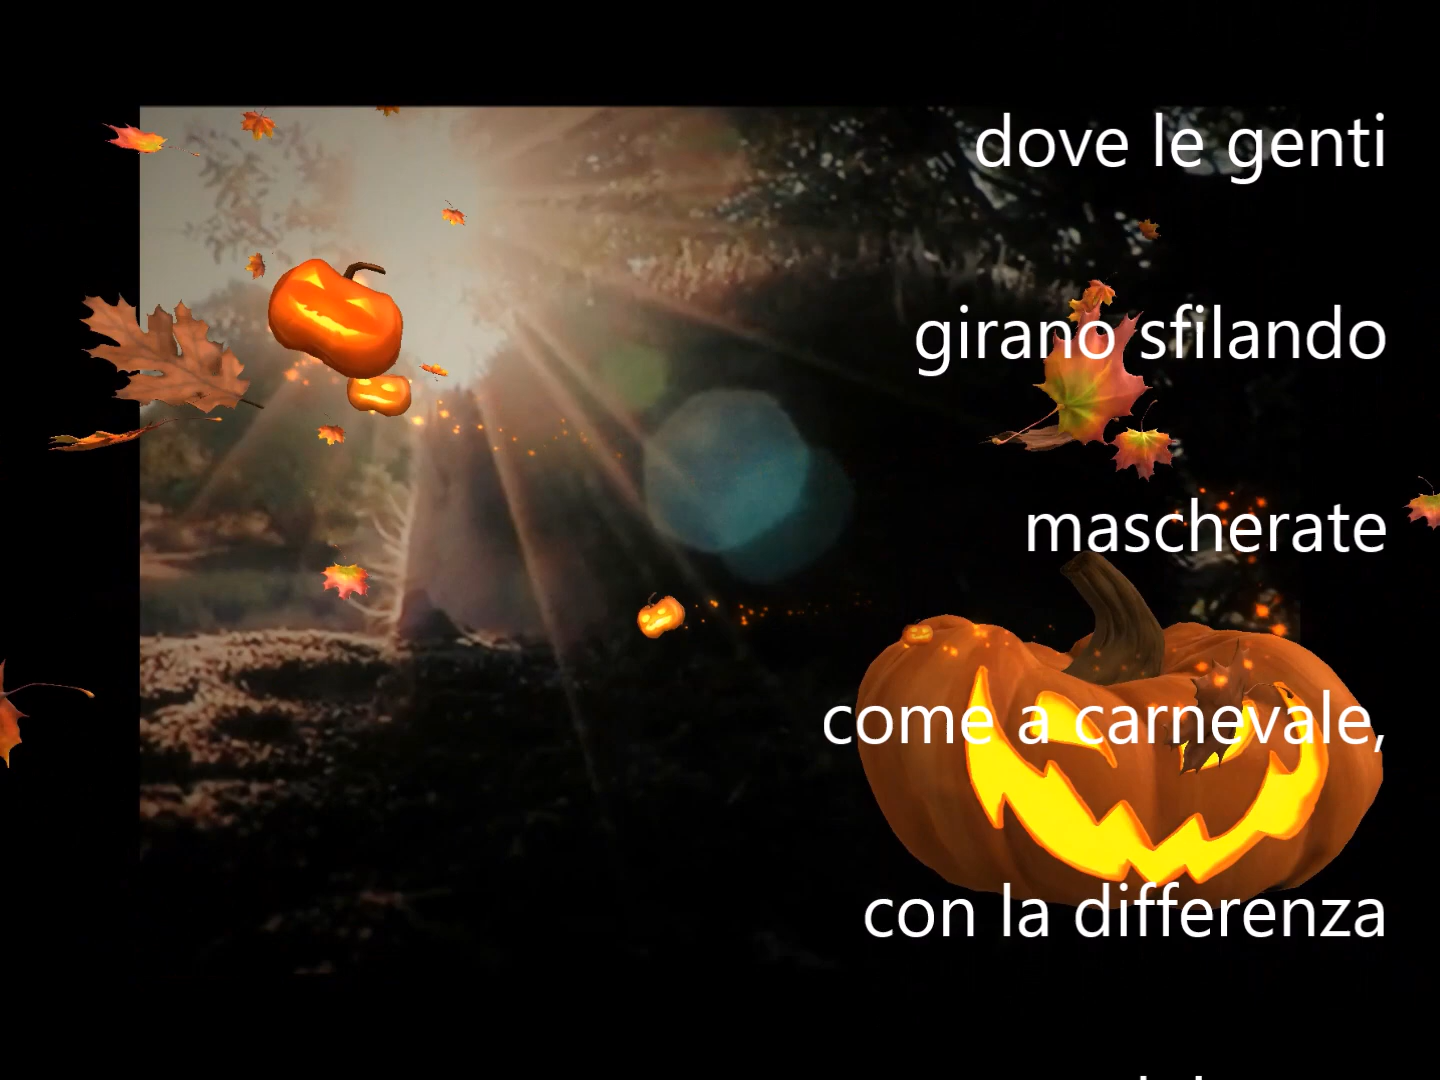 dove le genti
girano sfilando
mascherate
come a carnevale,
con la differenza